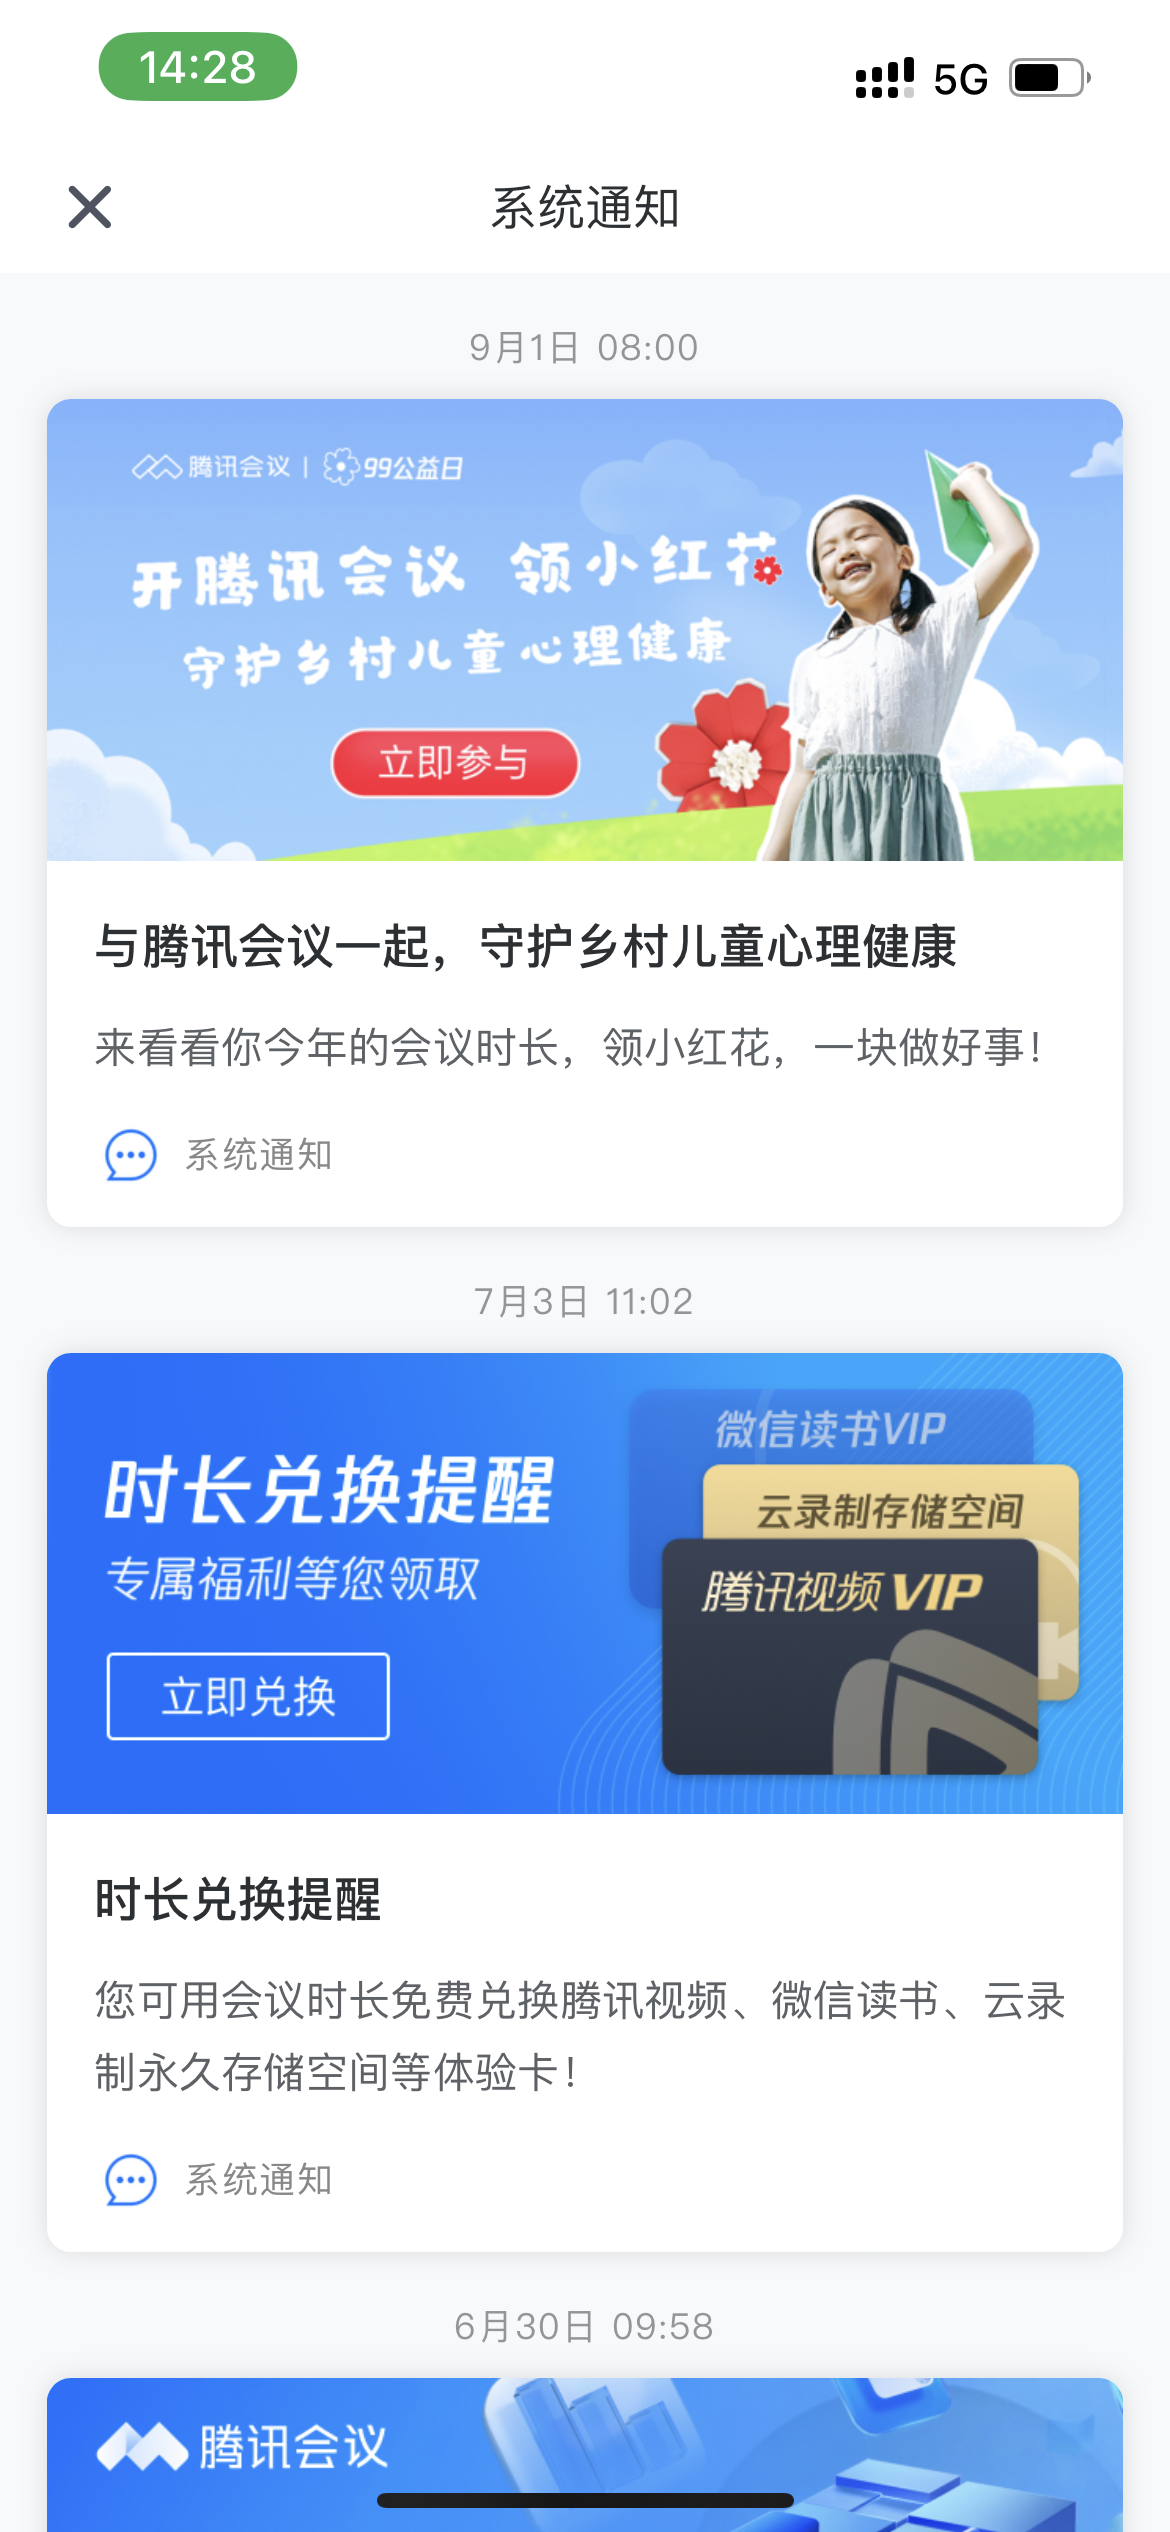 14:28
5G
系统通知
9月1日 08:00
腾讯会议 | 99公益日
开腾讯会议 领小红花
守护乡村儿童心理健康
立即参与
与腾讯会议一起，守护乡村儿童心理健康
来看看你今年的会议时长，领小红花，一块做好事！
系统通知
7月3日 11:02
微信读书VIP
云录制存储空间
腾讯视频 VIP
时长兑换提醒
专属福利等您领取
立即兑换
时长兑换提醒
您可用会议时长免费兑换腾讯视频、微信读书、云录
制永久存储空间等体验卡！
系统通知
6月30日 09:58
腾讯会议